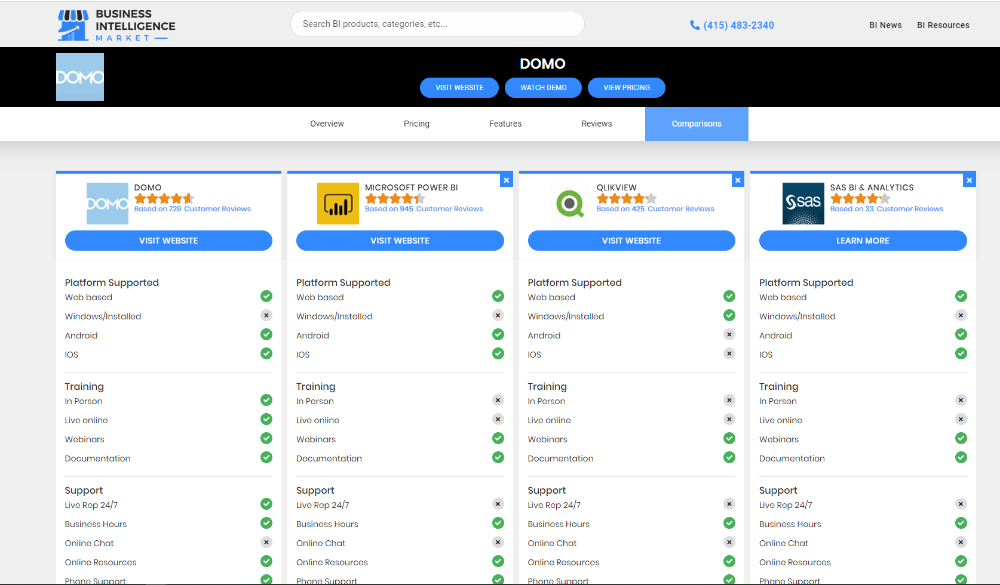 BUSINESS
INTELLIGENCE
MARKET
Search BI products, categories, etc...
(415) 483-2340
BI News
BI Resources
DOMO
DOMO
VISIT WEBSITE
WATCH DEMO
VIEW PRICING
Overview
Pricing
Features
Reviews
Comparisons
DOMO
DOMO
Based on 729 Customer Reviews
VISIT WEBSITE
Platform Supported
Web based
Windows/Installed
Android
IOS
Training
In Person
Live online
Webinars
Documentation
Support
Live Rep 24/7
Business Hours
Online Chat
Online Resources
Phone Support
MICROSOFT POWER BI
Based on 945 Customer Reviews
VISIT WEBSITE
Platform Supported
Web based
Windows/Installed
Android
IOS
Training
In Person
Live online
Webinars
Documentation
Support
Live Rep 24/7
Business Hours
Online Chat
Online Resources
Phone Support
QLIKVIEW
Based on 425 Customer Reviews
VISIT WEBSITE
Platform Supported
Web based
Windows/Installed
Android
IOS
Training
In Person
Live online
Webinars
Documentation
Support
Live Rep 24/7
Business Hours
Online Chat
Online Resources
Phone Support
sas
SAS BI & ANALYTICS
Based on 33 Customer Reviews
LEARN MORE
Platform Supported
Web based
Windows/Installed
Android
IOS
Training
In Person
Live online
Webinars
Documentation
Support
Live Rep 24/7
Business Hours
Online Chat
Online Resources
Phone Support